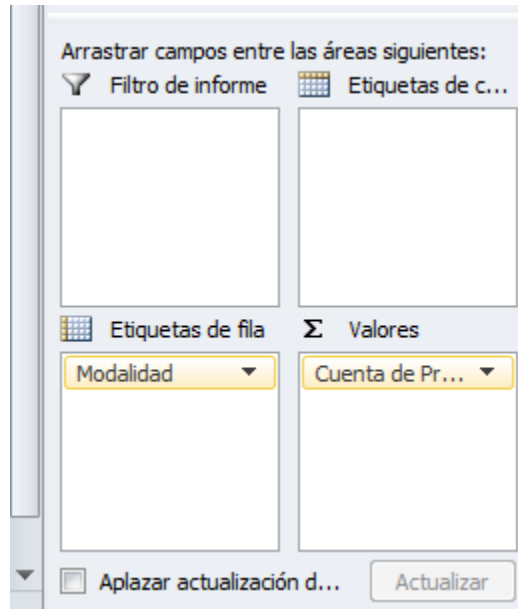 Arrastrar campos entre las áreas siguientes:
Filtro de informe
Etiquetas de c...
Etiquetas de fila
Σ Valores
Modalidad
Cuenta de Pr...
Aplazar actualización d...
Actualizar